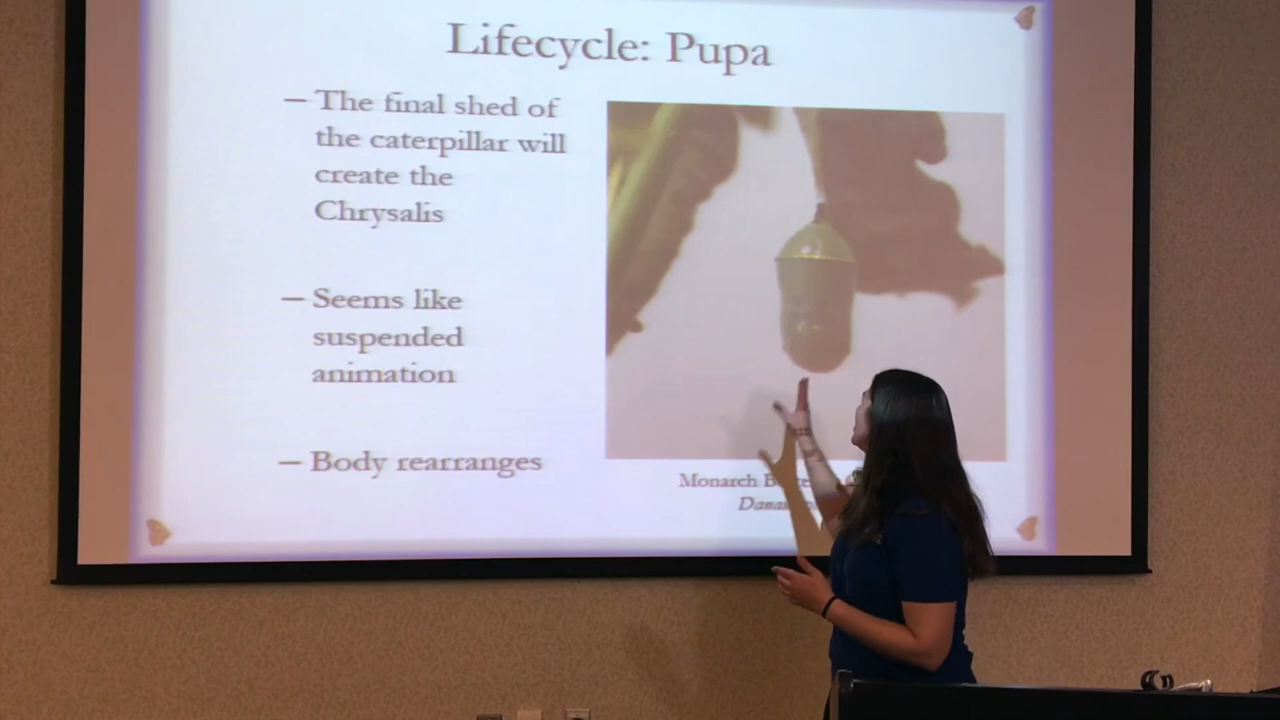 Lifecycle: Pupa
– The final shed of
the caterpillar will
create the
Chrysalis
– Seems like
suspended
animation
– Body rearranges
Monarch